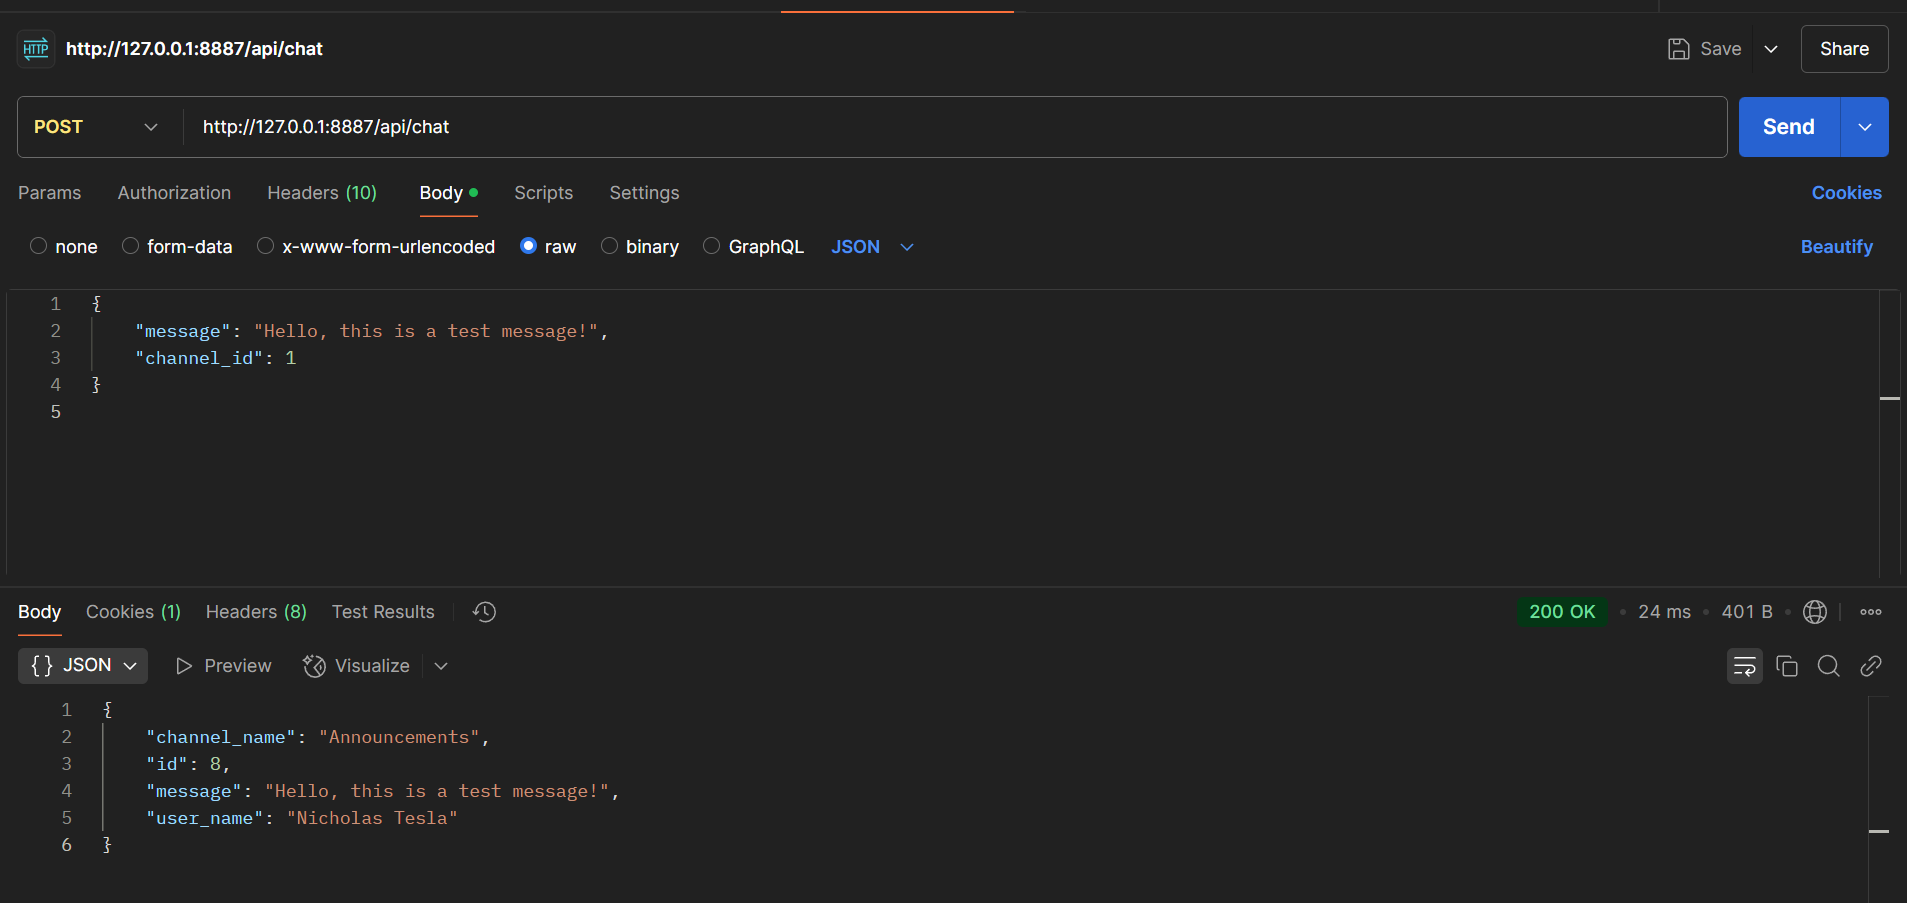 HTTP http://127.0.0.1:8887/api/chat Save Share
POST http://127.0.0.1:8887/api/chat Send
Params Authorization Headers (10) Body Scripts Settings Cookies
none form-data x-www-form-urlencoded raw binary GraphQL JSON Beautify
1 {
2 "message": "Hello, this is a test message!",
3 "channel_id": 1
4 }
5
Body Cookies (1) Headers (8) Test Results 200 OK • 24 ms • 401 B •
{} JSON Preview Visualize
1 {
2 "channel_name": "Announcements",
3 "id": 8,
4 "message": "Hello, this is a test message!",
5 "user_name": "Nicholas Tesla"
6 }